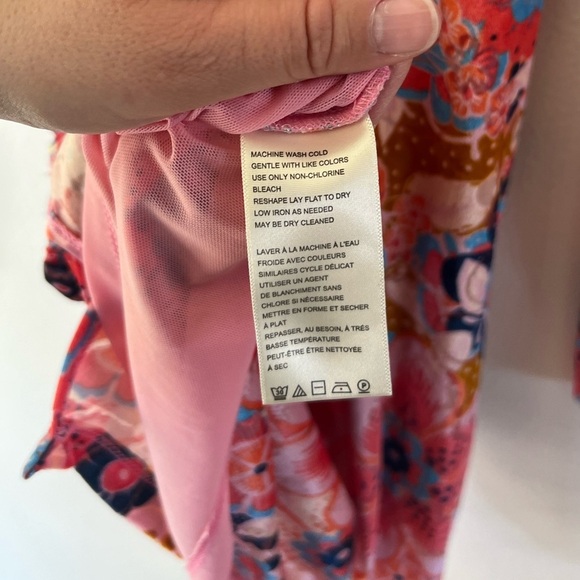 MACHINE WASH COLD
GENTLE WITH LIKE COLORS
USE ONLY NON-CHLORINE
BLEACH
RESHAPE LAY FLAT TO DRY
LOW IRON AS NEEDED
MAY BE DRY CLEANED
LAVER À LA MACHINE À L'EAU
FROIDE AVEC COULEURS
SIMILAIRES CYCLE DÉLICAT
UTILISER UN AGENT
DE BLANCHIMENT SANS
CHLORE SI NÉCESSAIRE
METTRE EN FORME ET SECHER
À PLAT
REPASSER, AU BESOIN, À TRÈS
BASSE TEMPÉRATURE
PEUT-ÊTRE ÊTRE NETTOYÉE
À SEC